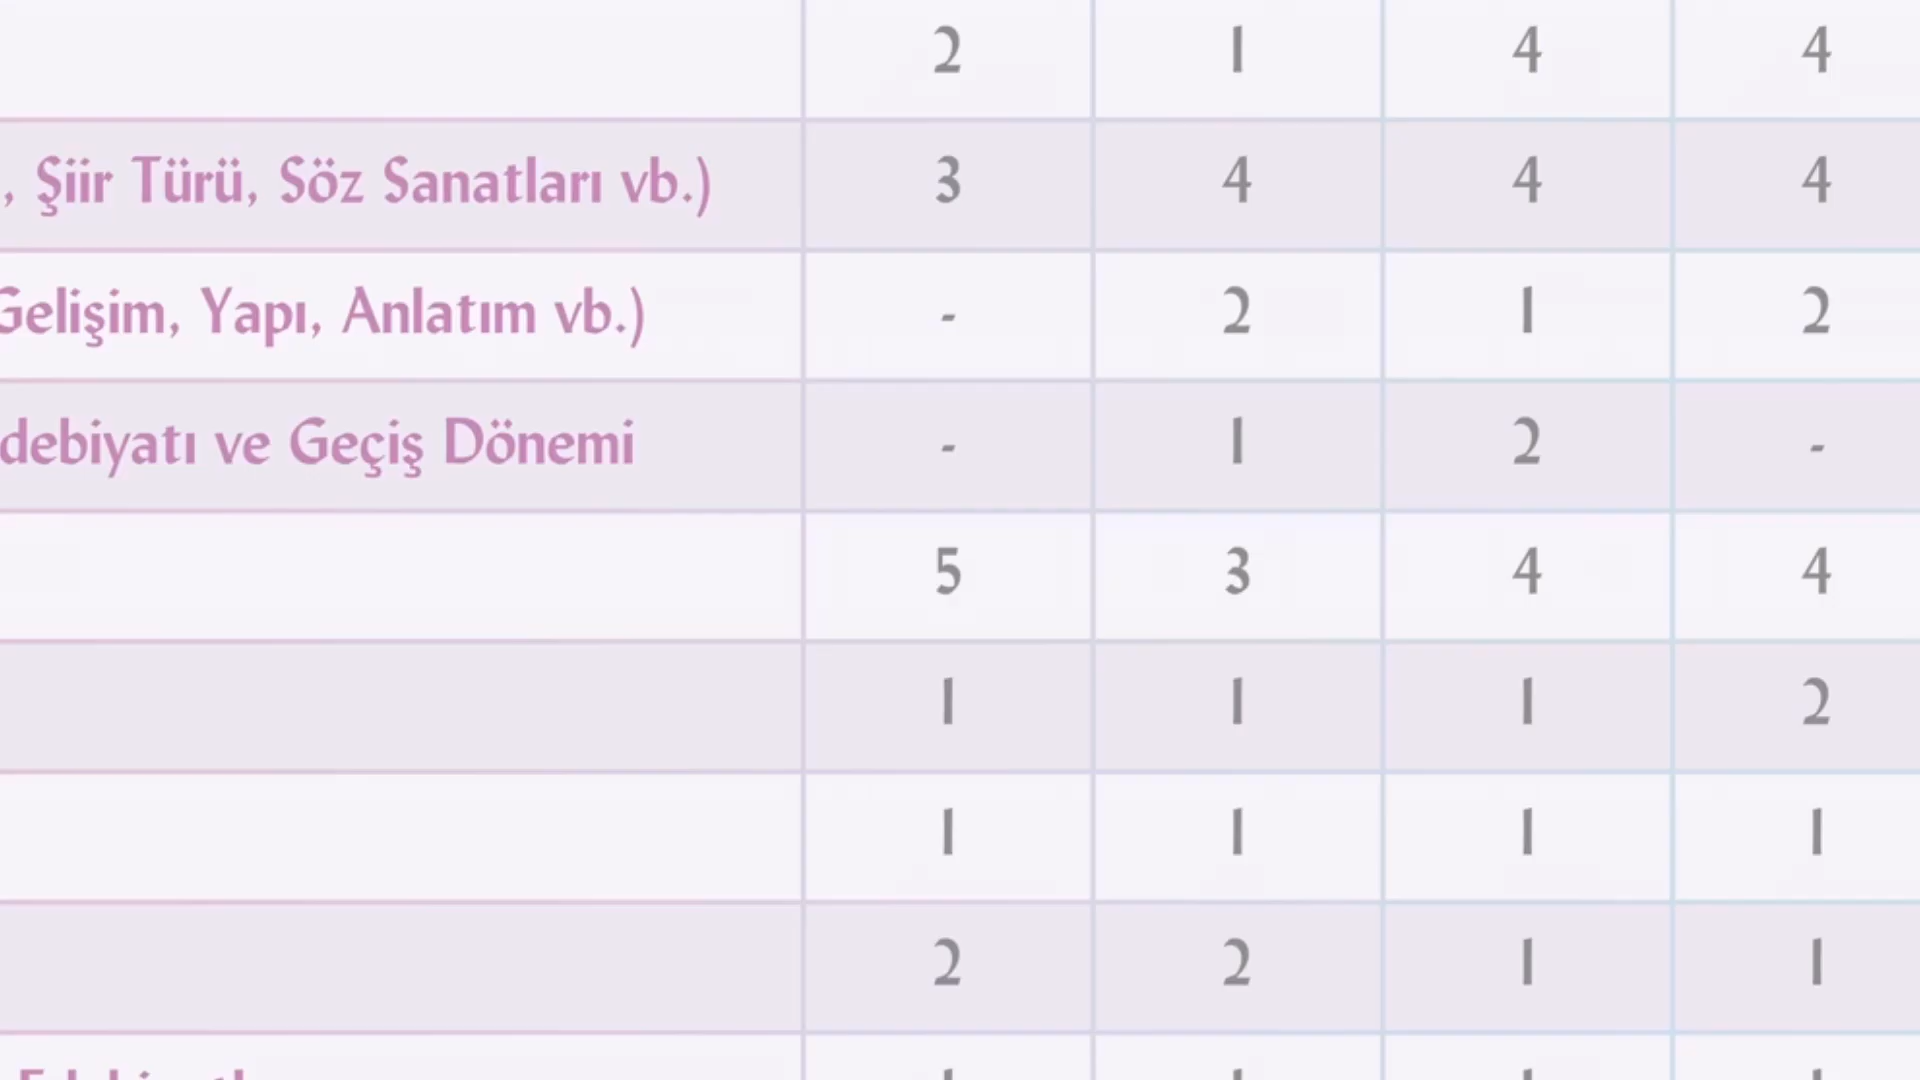 2 1 4 4
, Şiir Türü, Söz Sanatları vb.) 3 4 4 4
Gelişim, Yapı, Anlatım vb.) - 2 1 2
debiyatı ve Geçiş Dönemi - 1 2 -
5 3 4 4
1 1 1 2
1 1 1 1
2 2 1 1